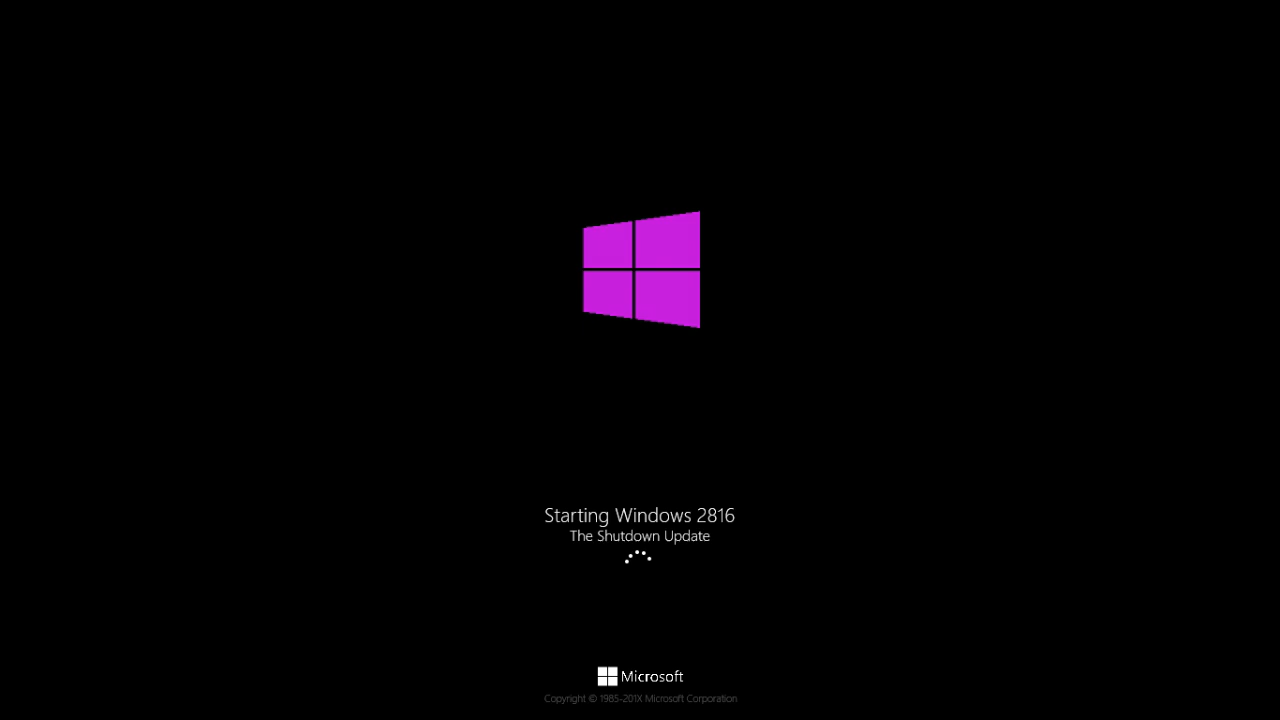 Starting Windows 2816
The Shutdown Update
Microsoft
Copyright © 1985-201X Microsoft Corporation